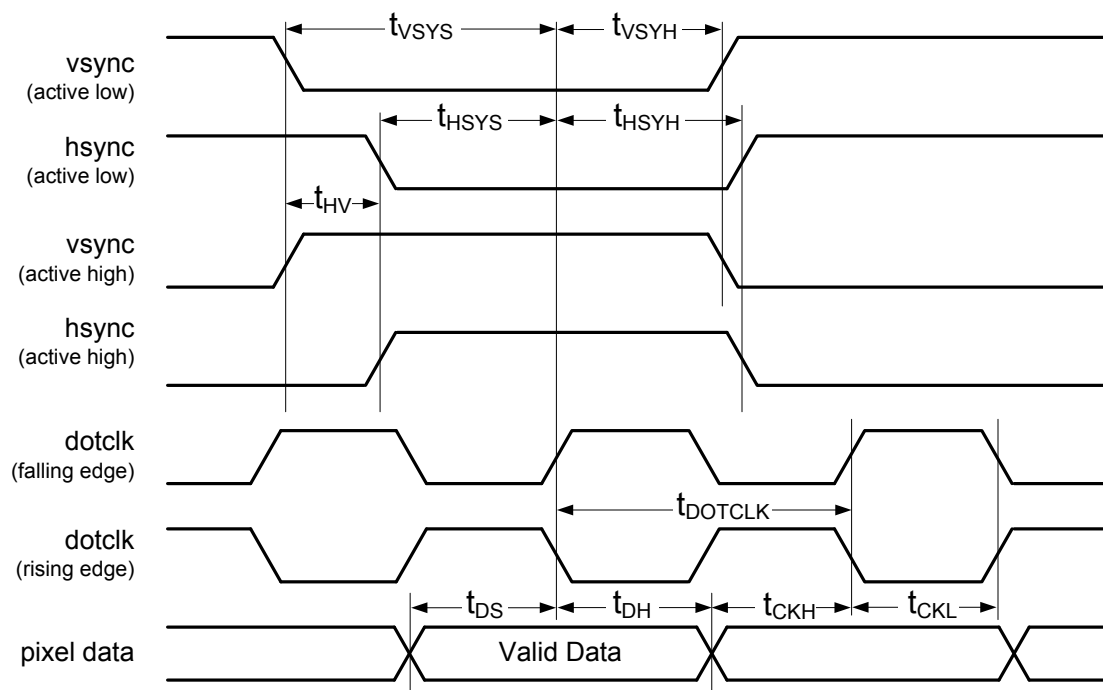 tVSYS tVSYH
vsync
(active low)
tHSYS tHSYH
hsync
(active low)
tHV
vsync
(active high)
hsync
(active high)
dotclk
(falling edge)
tDOTCLK
dotclk
(rising edge)
tDS tDH tCKH tCKL
pixel data Valid Data